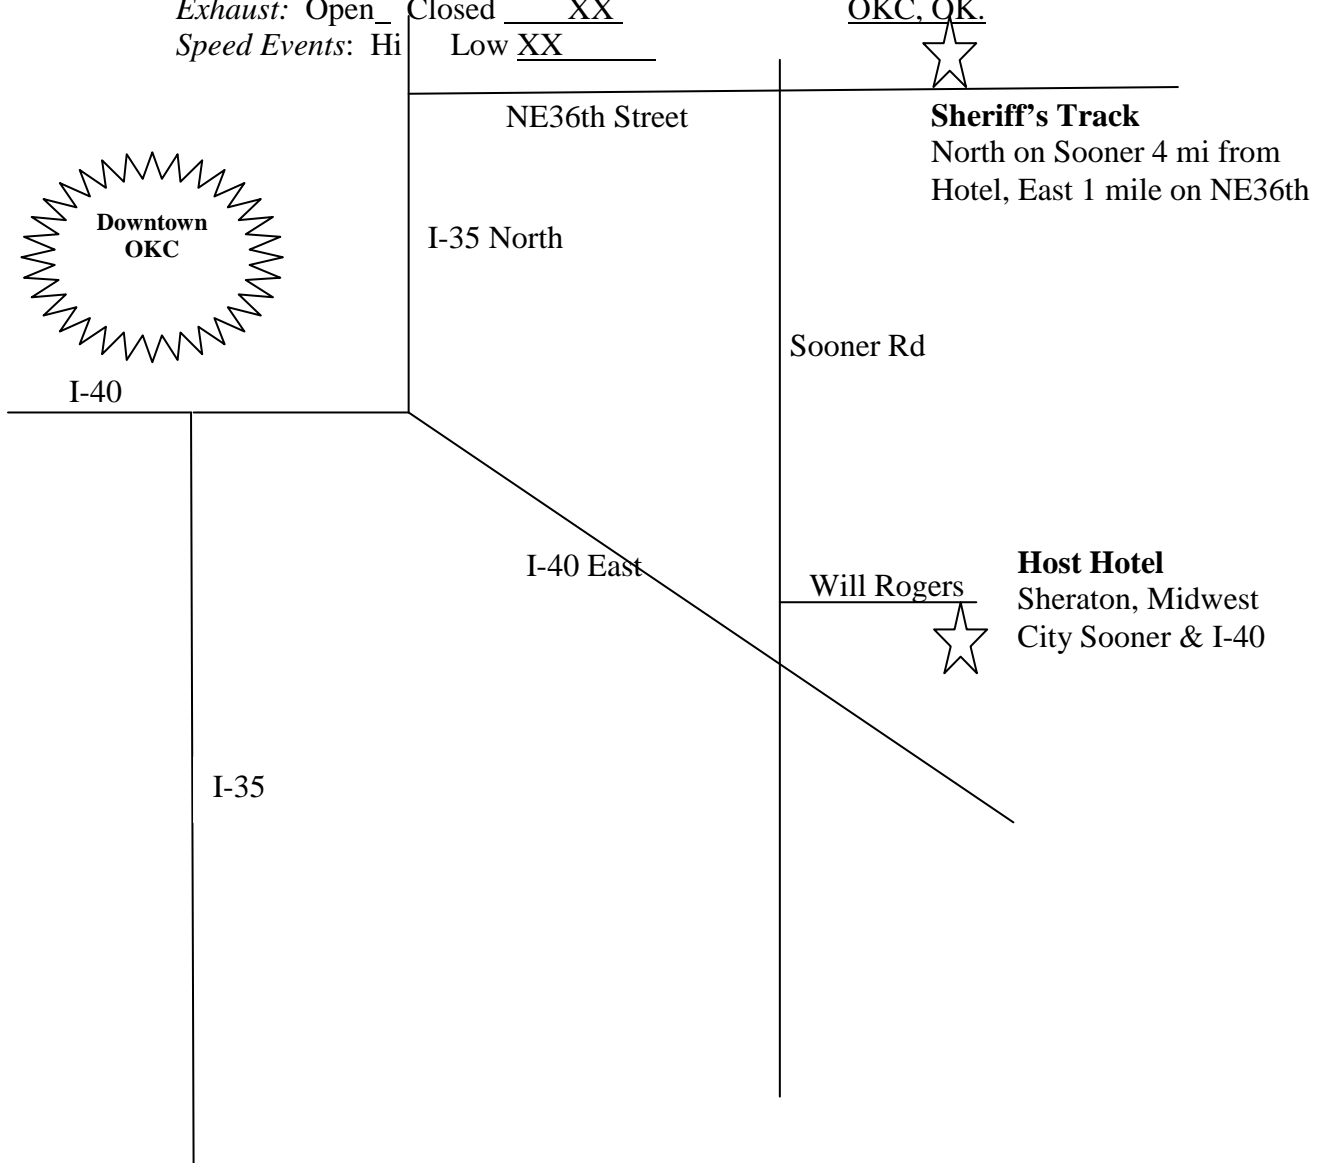 Exhaust: Open_ Closed ____XX__ OKC, OK.
Speed Events: Hi Low XX______
NE36th Street
Sheriff’s Track
North on Sooner 4 mi from
Hotel, East 1 mile on NE36th
Downtown
OKC
I-35 North
Sooner Rd
I-40
I-40 East
Will Rogers
Host Hotel
Sheraton, Midwest
City Sooner & I-40
I-35